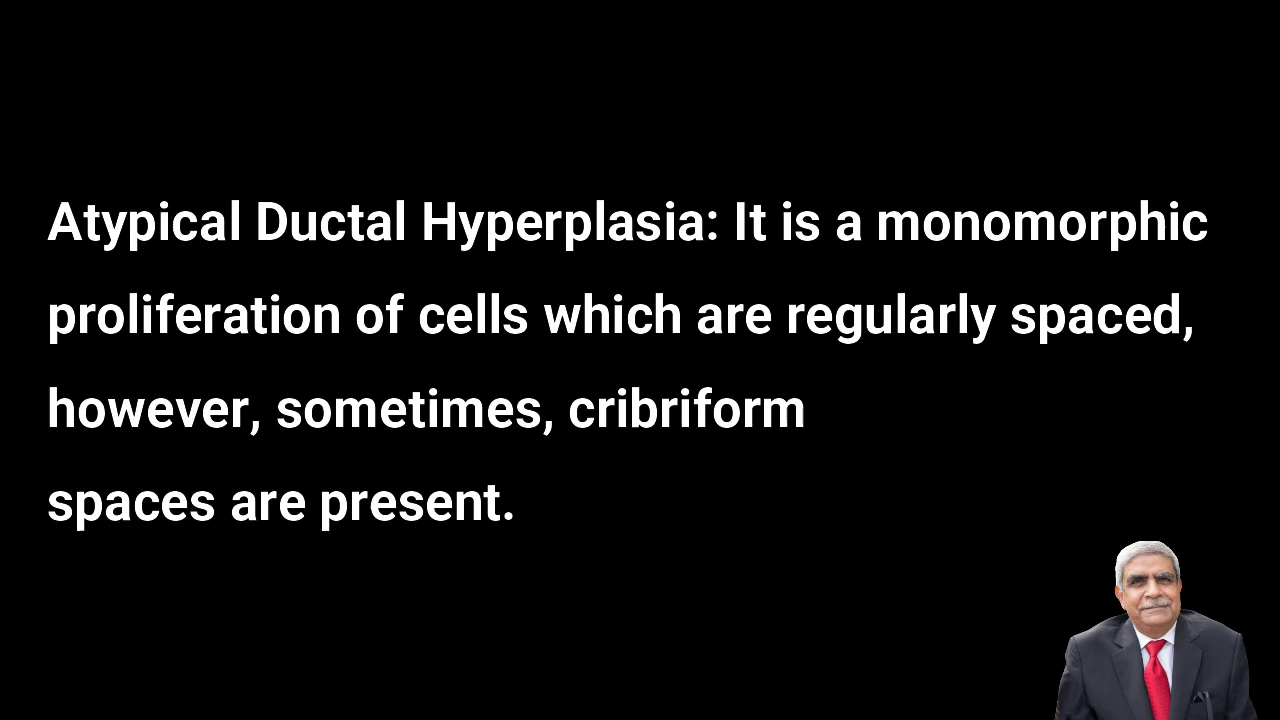 Atypical Ductal Hyperplasia: It is a monomorphic
proliferation of cells which are regularly spaced,
however, sometimes, cribriform
spaces are present.